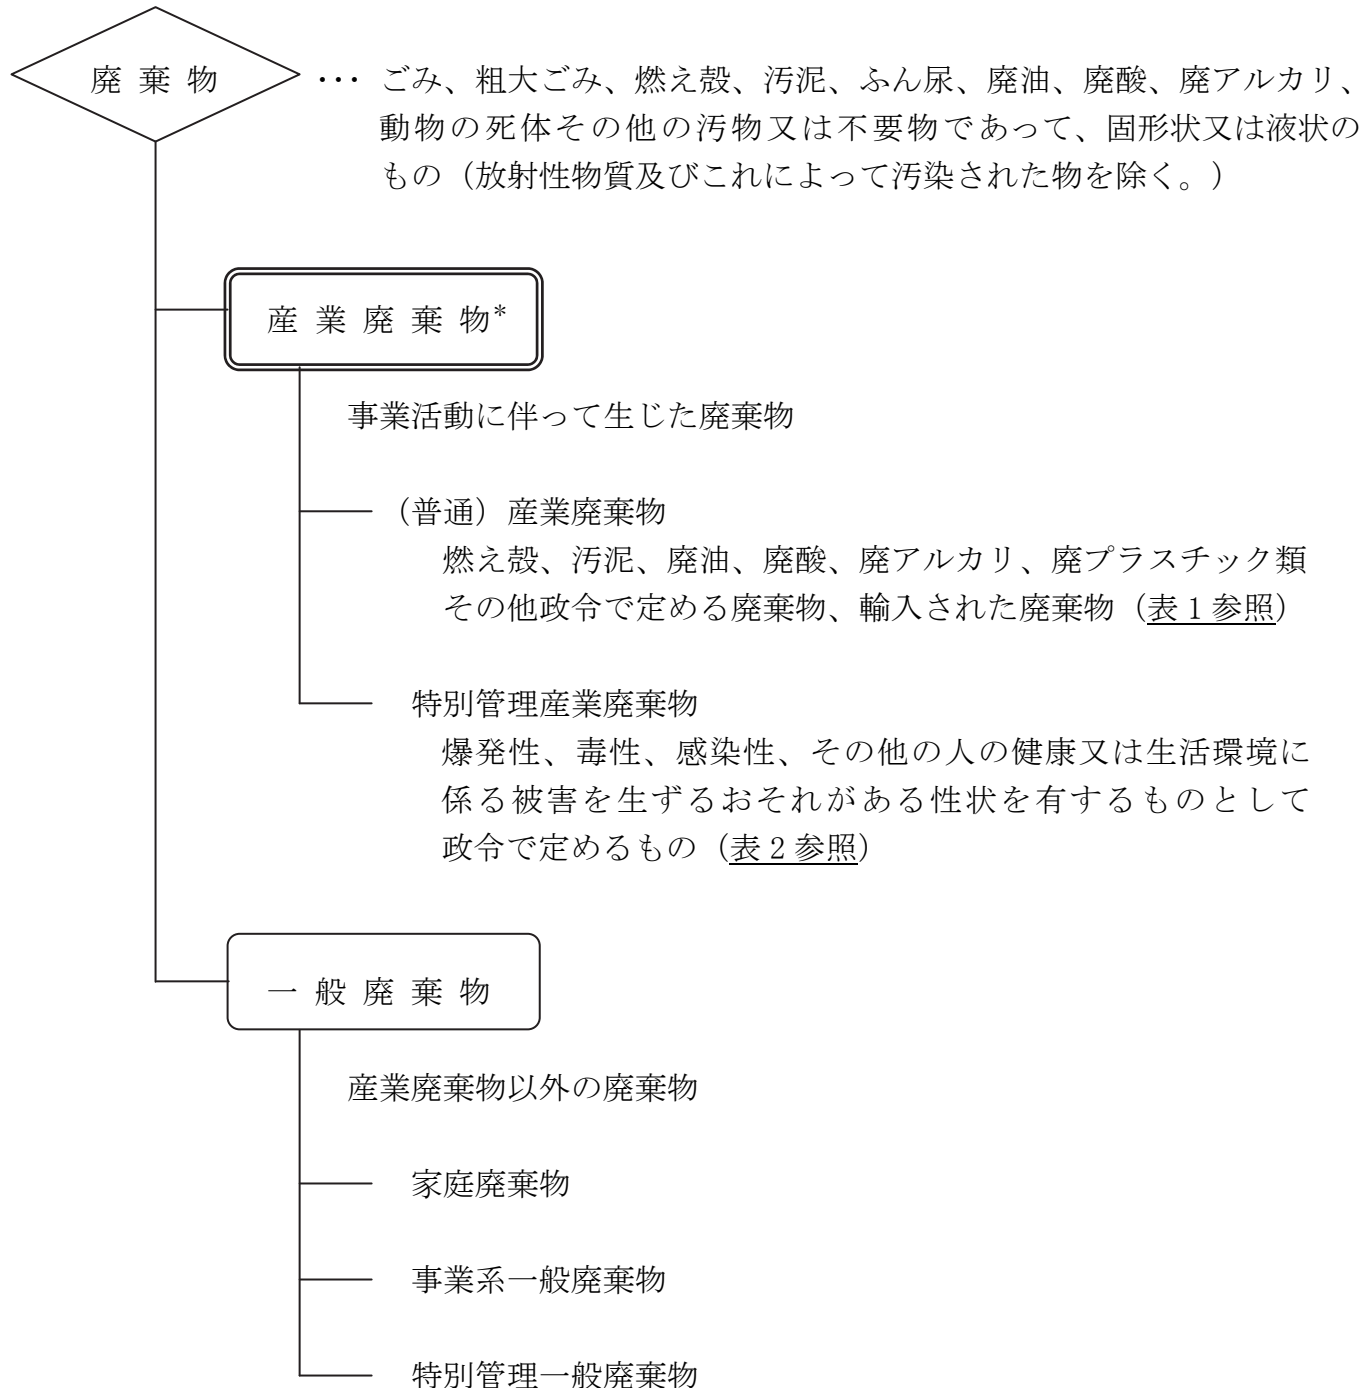 廃棄物 ･･･ ごみ、粗大ごみ、燃え殻、汚泥、ふん尿、廃油、廃酸、廃アルカリ、
動物の死体その他の汚物又は不要物であって、固形状又は液状の
もの（放射性物質及びこれによって汚染された物を除く。）
産業廃棄物*
事業活動に伴って生じた廃棄物
（普通）産業廃棄物
燃え殻、汚泥、廃油、廃酸、廃アルカリ、廃プラスチック類
その他政令で定める廃棄物、輸入された廃棄物（表１参照）
特別管理産業廃棄物
爆発性、毒性、感染性、その他の人の健康又は生活環境に
係る被害を生ずるおそれがある性状を有するものとして
政令で定めるもの（表２参照）
一般廃棄物
産業廃棄物以外の廃棄物
家庭廃棄物
事業系一般廃棄物
特別管理一般廃棄物